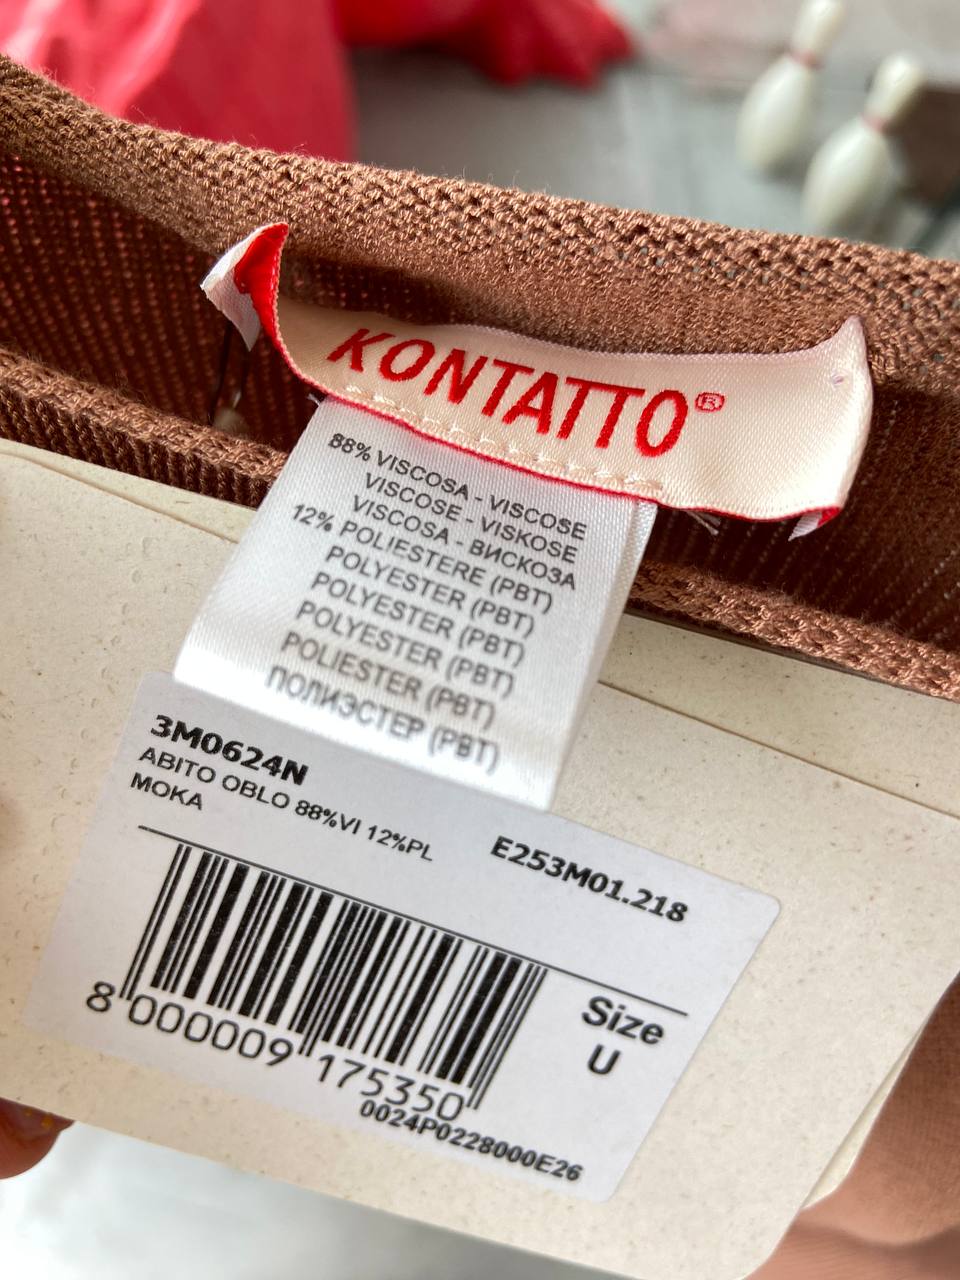 KONTATTO®
88% VISCOSA - VISCOSE
VISCOSE - VISKOSE
VISCOSA - ВИСКОЗА
12% POLIESTERE (PBT)
POLYESTER (PBT)
POLYESTER (PBT)
POLYESTER (PBT)
POLIESTER (PBT)
ПОЛИЭСТЕР (PBT)
3M0624N
ABITO OBLO 88%VI 12%PL
MOKA
E253M01.218
Size
U
8 000009 175350
0024P0228000E26